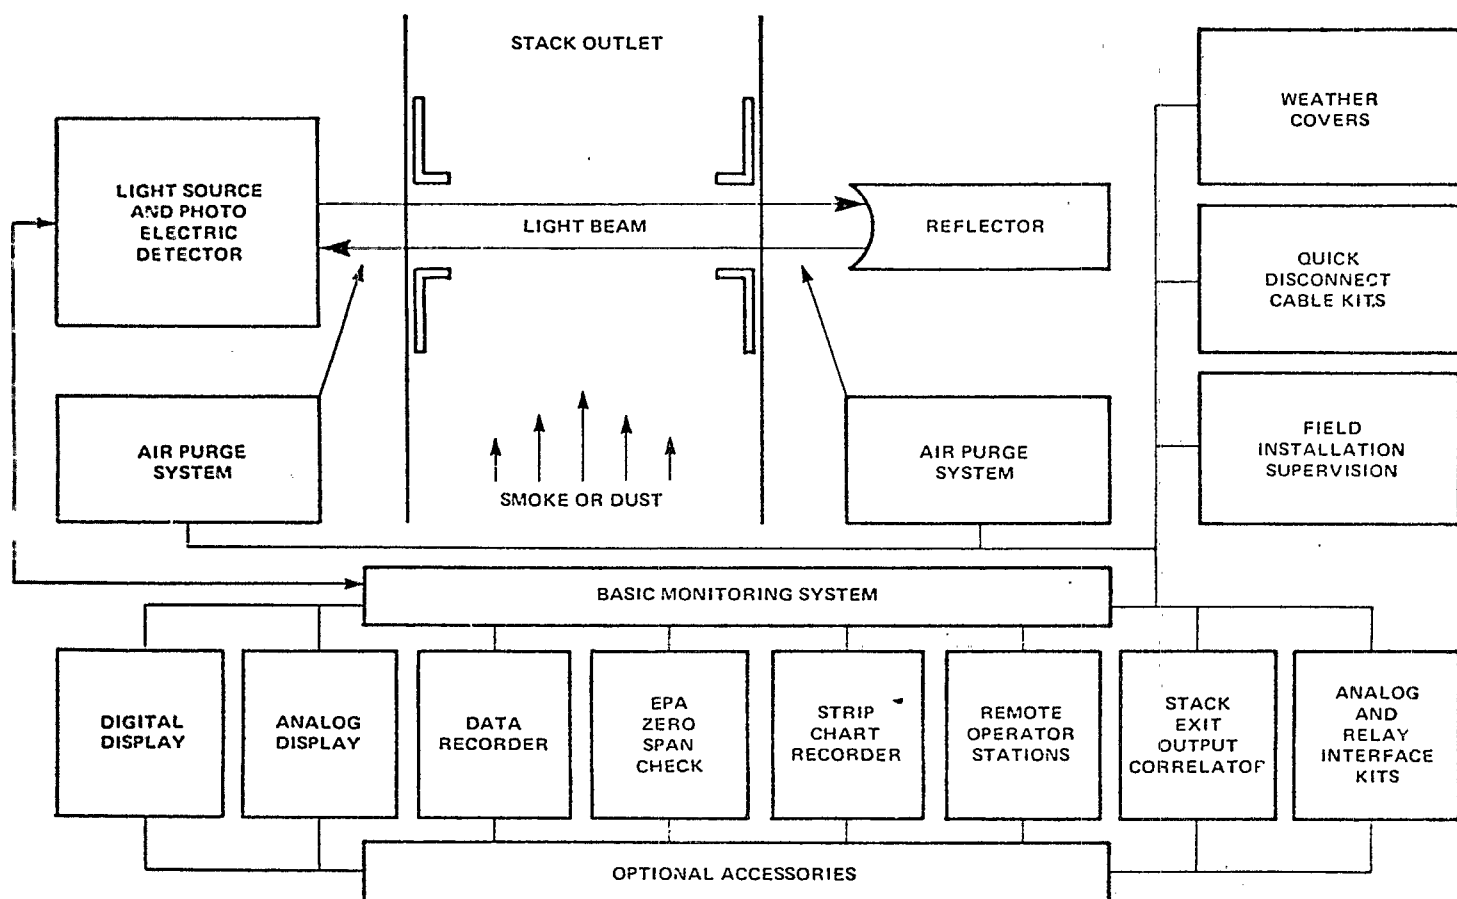 STACK OUTLET
WEATHER
COVERS
LIGHT SOURCE
AND PHOTO
ELECTRIC
DETECTOR
LIGHT BEAM
REFLECTOR
QUICK
DISCONNECT
CABLE KITS
AIR PURGE
SYSTEM
SMOKE OR DUST
AIR PURGE
SYSTEM
FIELD
INSTALLATION
SUPERVISION
BASIC MONITORING SYSTEM
DIGITAL
DISPLAY
ANALOG
DISPLAY
DATA
RECORDER
EPA
ZERO
SPAN
CHECK
STRIP
CHART
RECORDER
REMOTE
OPERATOR
STATIONS
STACK
EXIT
OUTPUT
CORRELATOR
ANALOG
AND
RELAY
INTERFACE
KITS
OPTIONAL ACCESSORIES